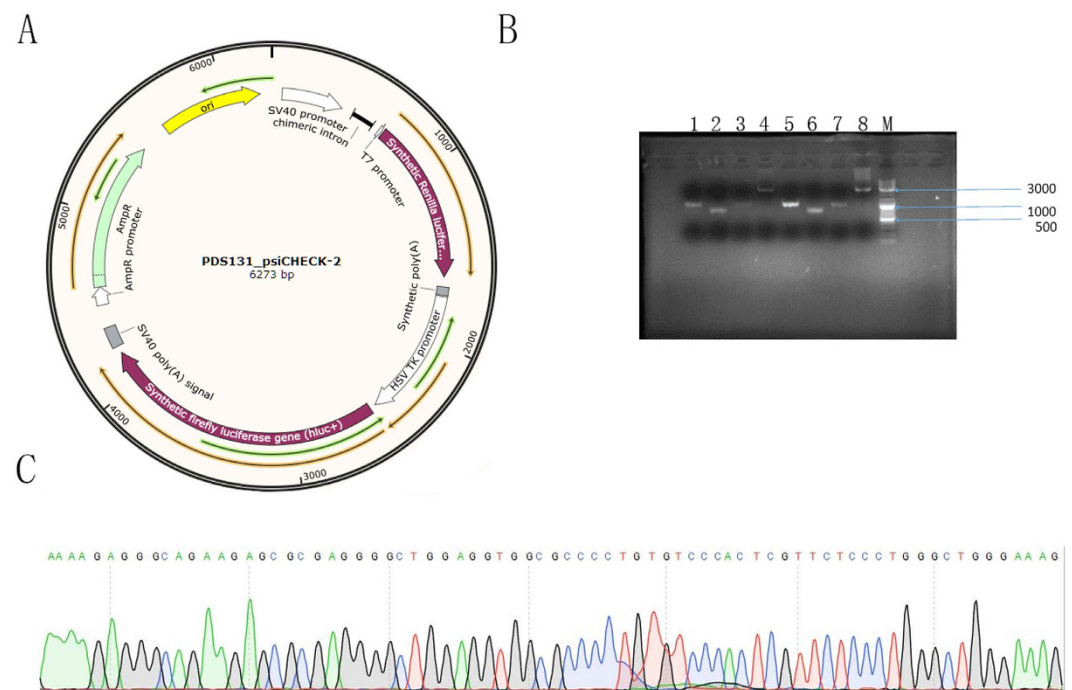 A
B
6000
ori
SV40 promoter
chimeric intron
T7 promoter
1000
Synthetic Renilla lucifer...
Synthetic poly(A)
HSV TK promoter
2000
3000
Synthetic firefly luciferase gene (hluc+)
4000
SV40 poly(A) signal
AmpR promoter
AmpR
5000
PDS131_psiCHECK-2
6273 bp
1 2 3 4 5 6 7 8 M
3000
1000
500
C
AAAAGAGGGCAGAAGAGCGCGAGGGGCTGGAGGTGGCGCCCCTGTGTCCCACTCGTTCTCCCTGGGCTGGGAAAG